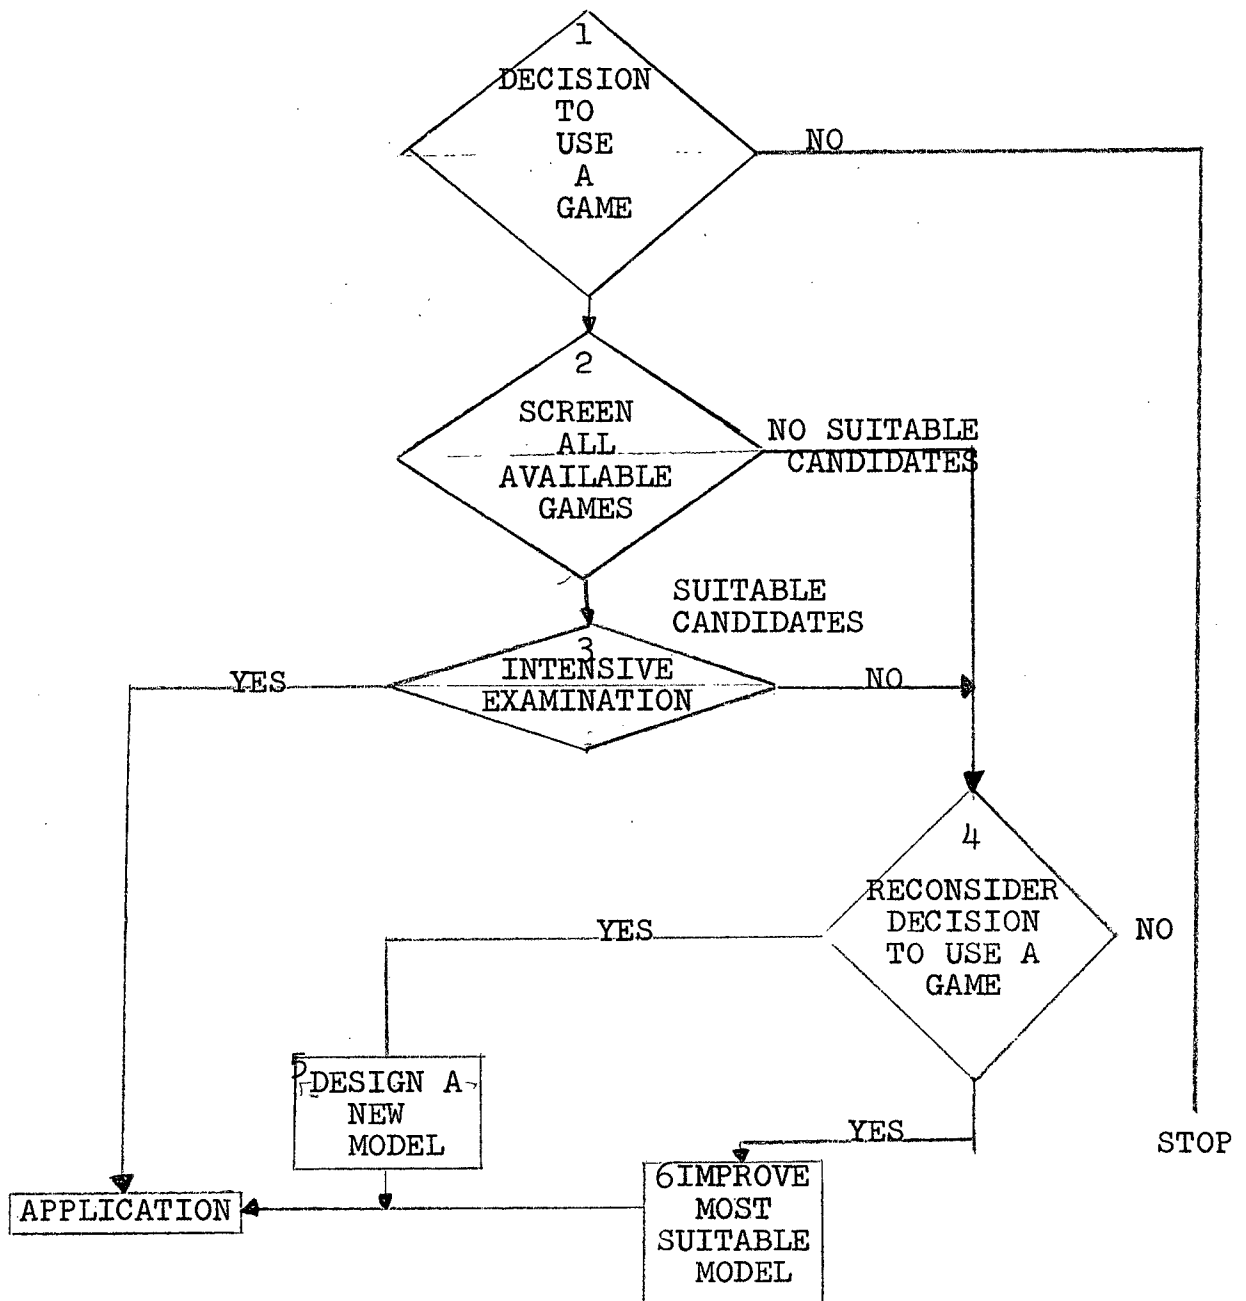 1
DECISION
TO
USE
A
GAME
NO
2
SCREEN
ALL
AVAILABLE
GAMES
NO SUITABLE
CANDIDATES
SUITABLE
CANDIDATES
3
INTENSIVE
EXAMINATION
YES
NO
4
RECONSIDER
DECISION
TO USE A
GAME
YES
NO
5 DESIGN A
NEW
MODEL
YES
STOP
6IMPROVE
MOST
SUITABLE
MODEL
APPLICATION